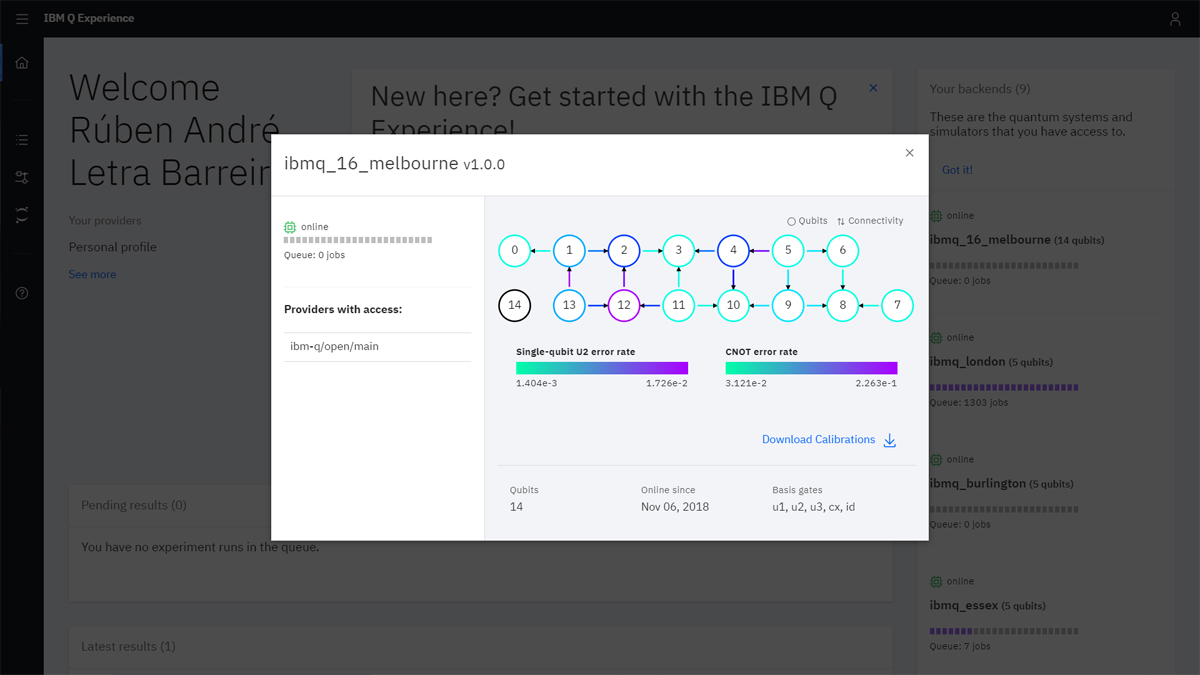 IBM Q Experience
Welcome
Rúben André
Letra Barreir
Your providers
Personal profile
See more
New here? Get started with the IBM Q
Experience!
ibmq_16_melbourne v1.0.0
online
Queue: 0 jobs
Providers with access:
ibm-q/open/main
Qubits Connectivity
0 1 2 3 4 5 6
14 13 12 11 10 9 8 7
Single-qubit U2 error rate
1.404e-3 1.726e-2
CNOT error rate
3.121e-2 2.263e-1
Download Calibrations
Qubits
14
Online since
Nov 06, 2018
Basis gates
u1, u2, u3, cx, id
Pending results (0)
You have no experiment runs in the queue.
Latest results (1)
Your backends (9)
These are the quantum systems and
simulators that you have access to.
Got it!
online
ibmq_16_melbourne (14 qubits)
Queue: 0 jobs
online
ibmq_london (5 qubits)
Queue: 1303 jobs
online
ibmq_burlington (5 qubits)
Queue: 0 jobs
online
ibmq_essex (5 qubits)
Queue: 7 jobs